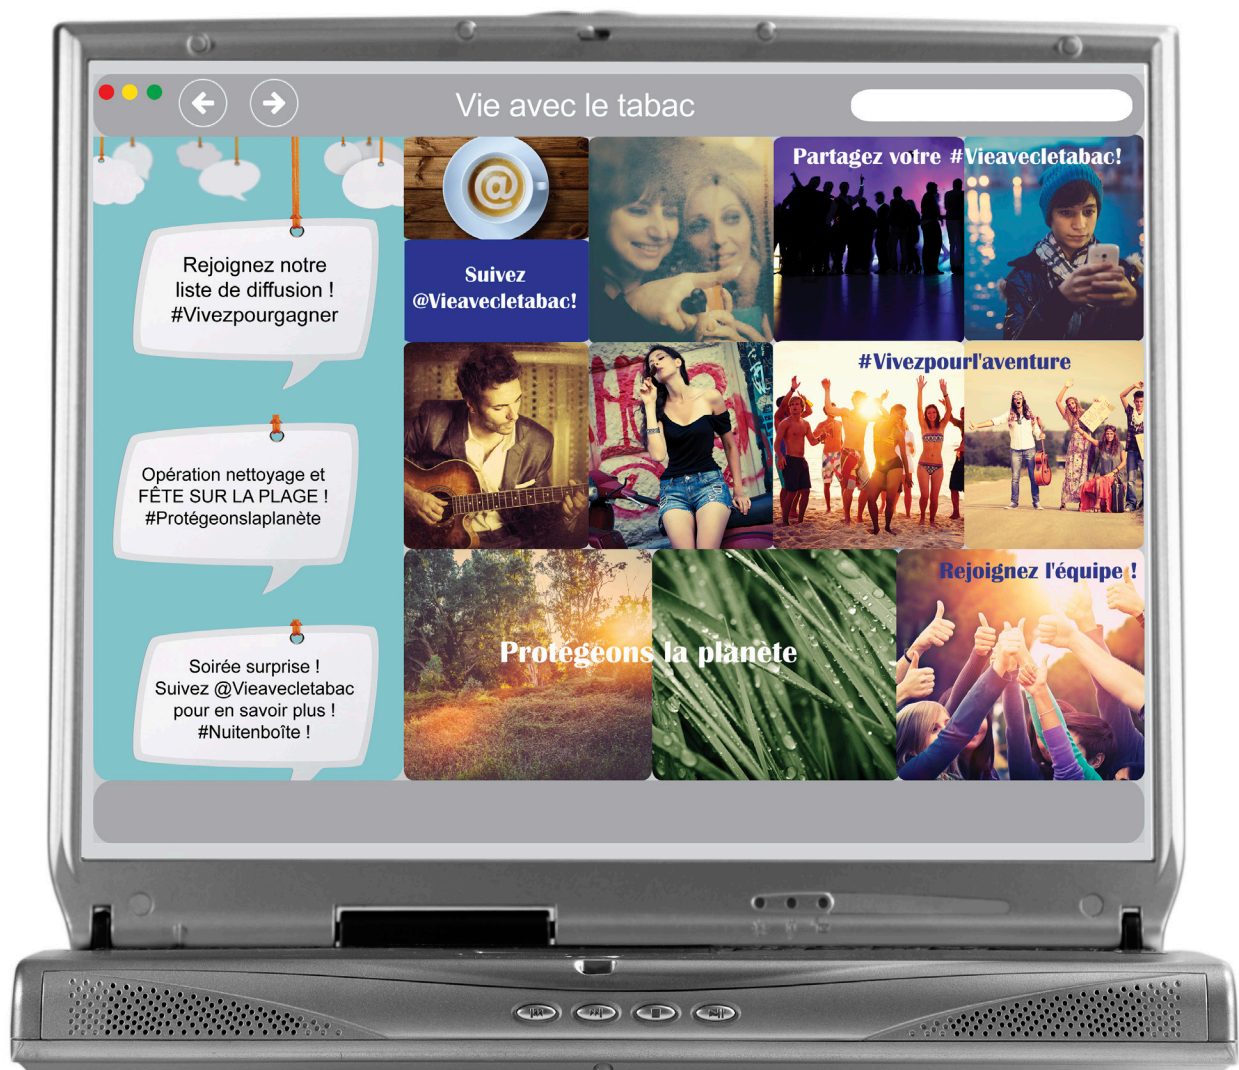 Vie avec le tabac
Rejoignez notre
liste de diffusion !
#Vivezpourgagner
Opération nettoyage et
FÊTE SUR LA PLAGE !
#Protégeonslaplanète
Soirée surprise !
Suivez @Vieavecletabac
pour en savoir plus !
#Nuitenboîte !
@
Suivez
@Vieavecletabac!
Partagez votre #Vieavecletabac!
#Vivezpourl'aventure
Protégeons la planète
Rejoignez l'équipe !